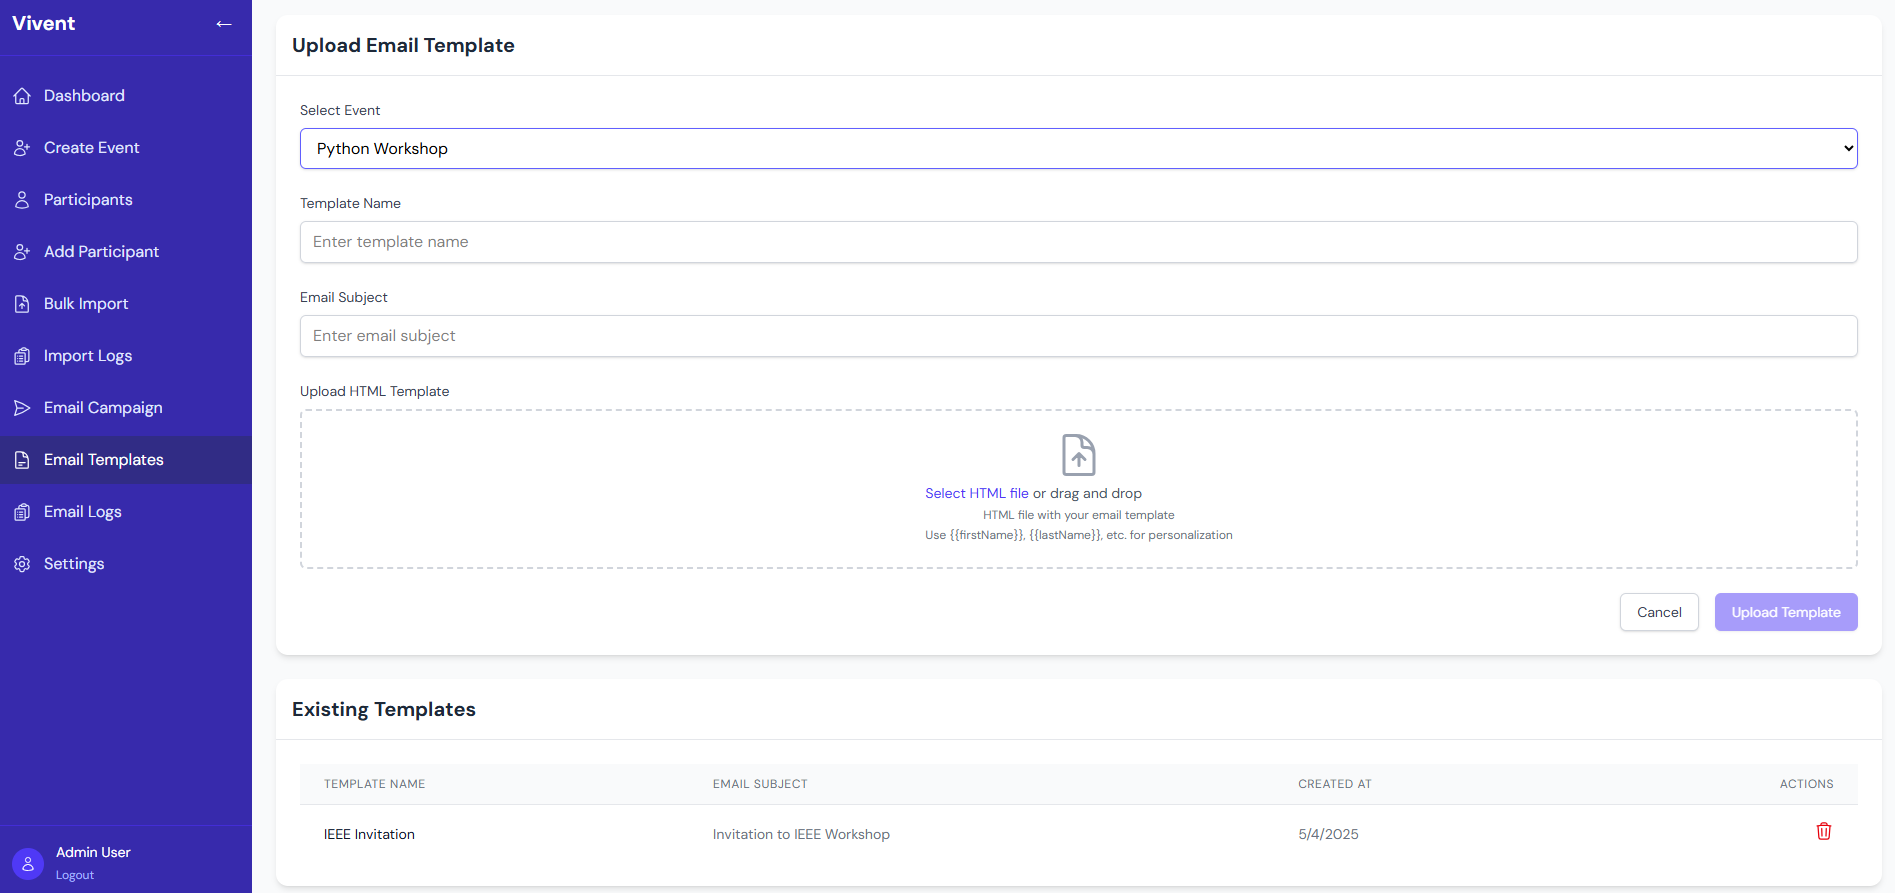 Vivent ←
Dashboard
Create Event
Participants
Add Participant
Bulk Import
Import Logs
Email Campaign
Email Templates
Email Logs
Settings
Admin User
Logout
Upload Email Template
Select Event
Python Workshop
Template Name
Enter template name
Email Subject
Enter email subject
Upload HTML Template
Select HTML file or drag and drop
HTML file with your email template
Use {{firstName}}, {{lastName}}, etc. for personalization
Cancel Upload Template
Existing Templates
TEMPLATE NAME EMAIL SUBJECT CREATED AT ACTIONS
IEEE Invitation Invitation to IEEE Workshop 5/4/2025